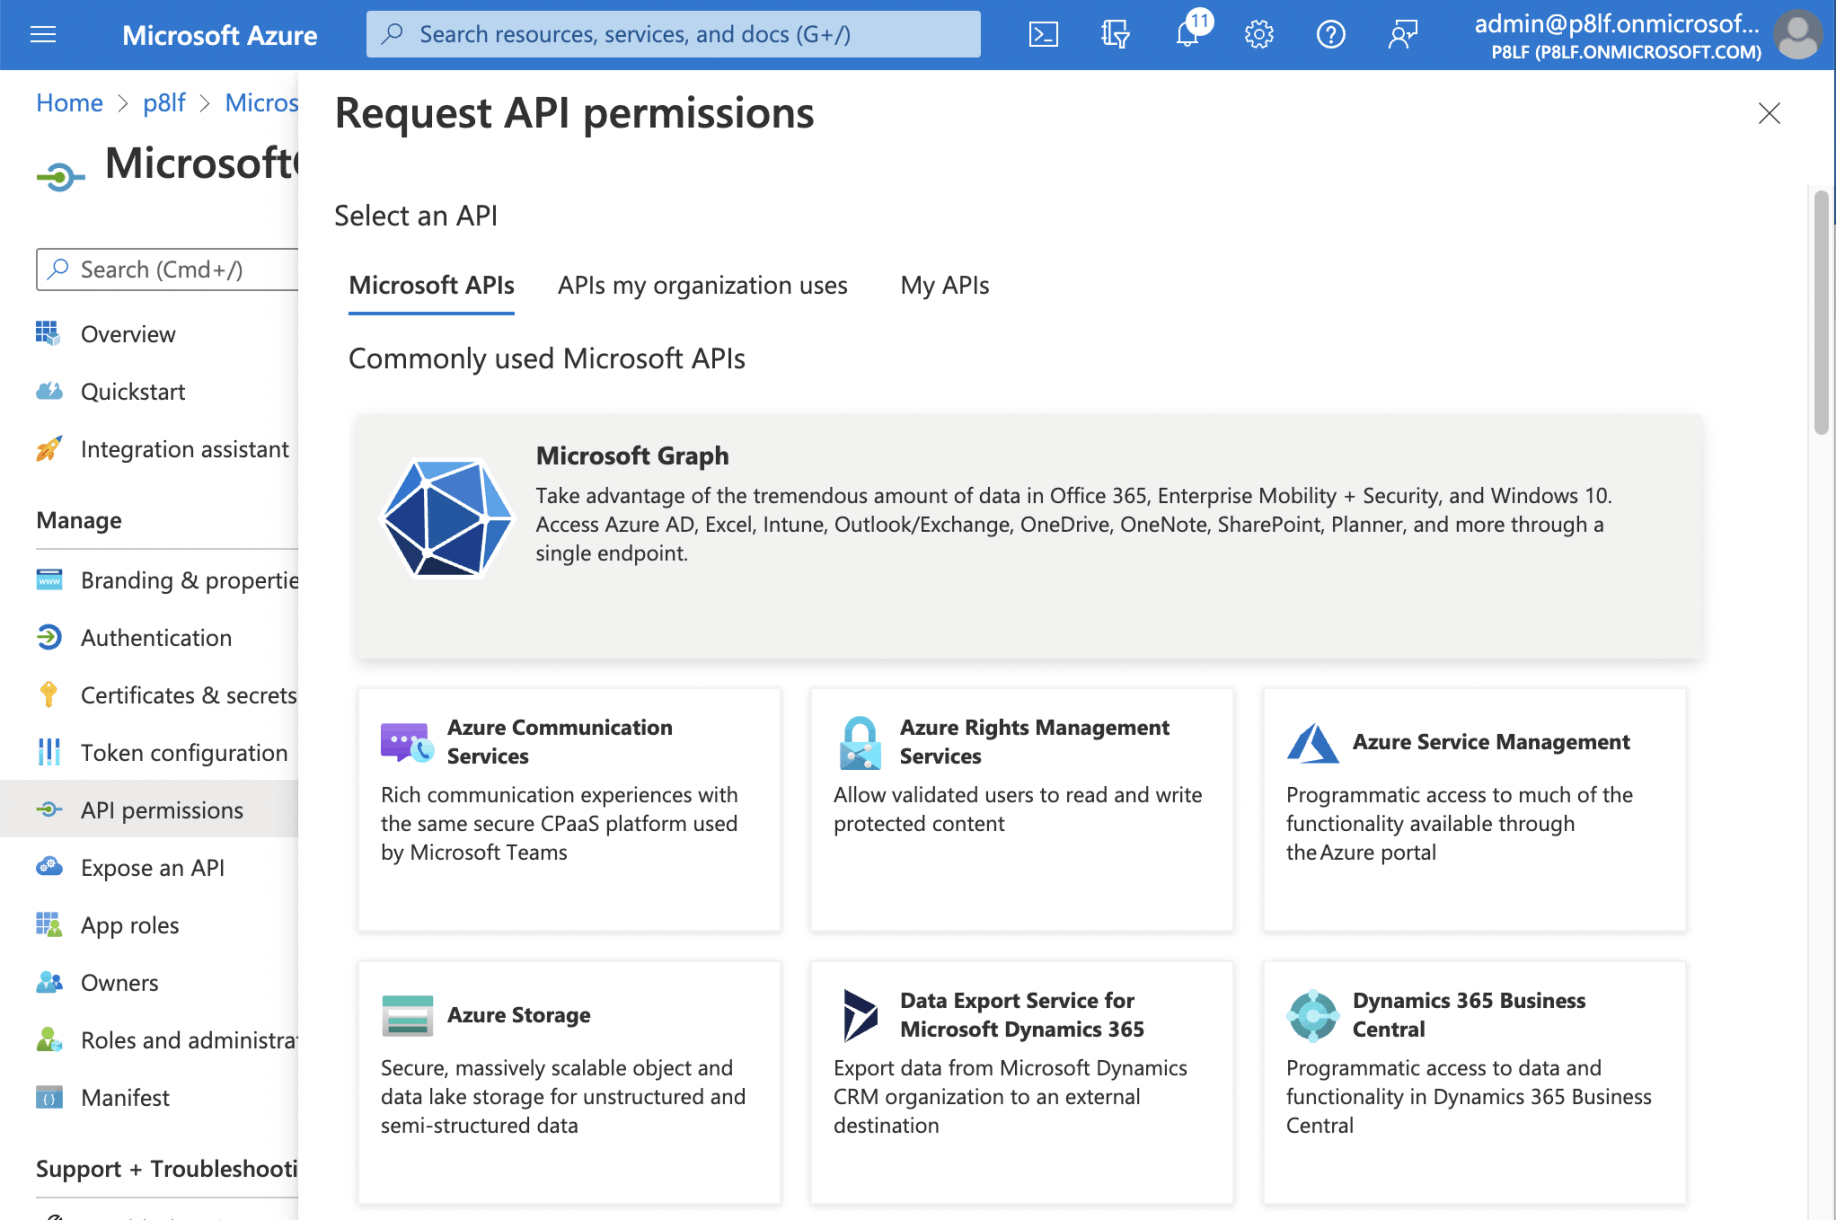 Microsoft Azure
Search resources, services, and docs (G+/)
11
admin@p8lf.onmicrosof...
P8LF (P8LF.ONMICROSOFT.COM)
Home > p8lf > Micros
Microsoft
Search (Cmd+/)
Overview
Quickstart
Integration assistant
Manage
Branding & propertie
Authentication
Certificates & secrets
Token configuration
API permissions
Expose an API
App roles
Owners
Roles and administra
Manifest
Support + Troubleshooti
Request API permissions
Select an API
Microsoft APIs
APIs my organization uses
My APIs
Commonly used Microsoft APIs
Microsoft Graph
Take advantage of the tremendous amount of data in Office 365, Enterprise Mobility + Security, and Windows 10.
Access Azure AD, Excel, Intune, Outlook/Exchange, OneDrive, OneNote, SharePoint, Planner, and more through a
single endpoint.
Azure Communication
Services
Rich communication experiences with
the same secure CPaaS platform used
by Microsoft Teams
Azure Rights Management
Services
Allow validated users to read and write
protected content
Azure Service Management
Programmatic access to much of the
functionality available through
the Azure portal
Azure Storage
Secure, massively scalable object and
data lake storage for unstructured and
semi-structured data
Data Export Service for
Microsoft Dynamics 365
Export data from Microsoft Dynamics
CRM organization to an external
destination
Dynamics 365 Business
Central
Programmatic access to data and
functionality in Dynamics 365 Business
Central